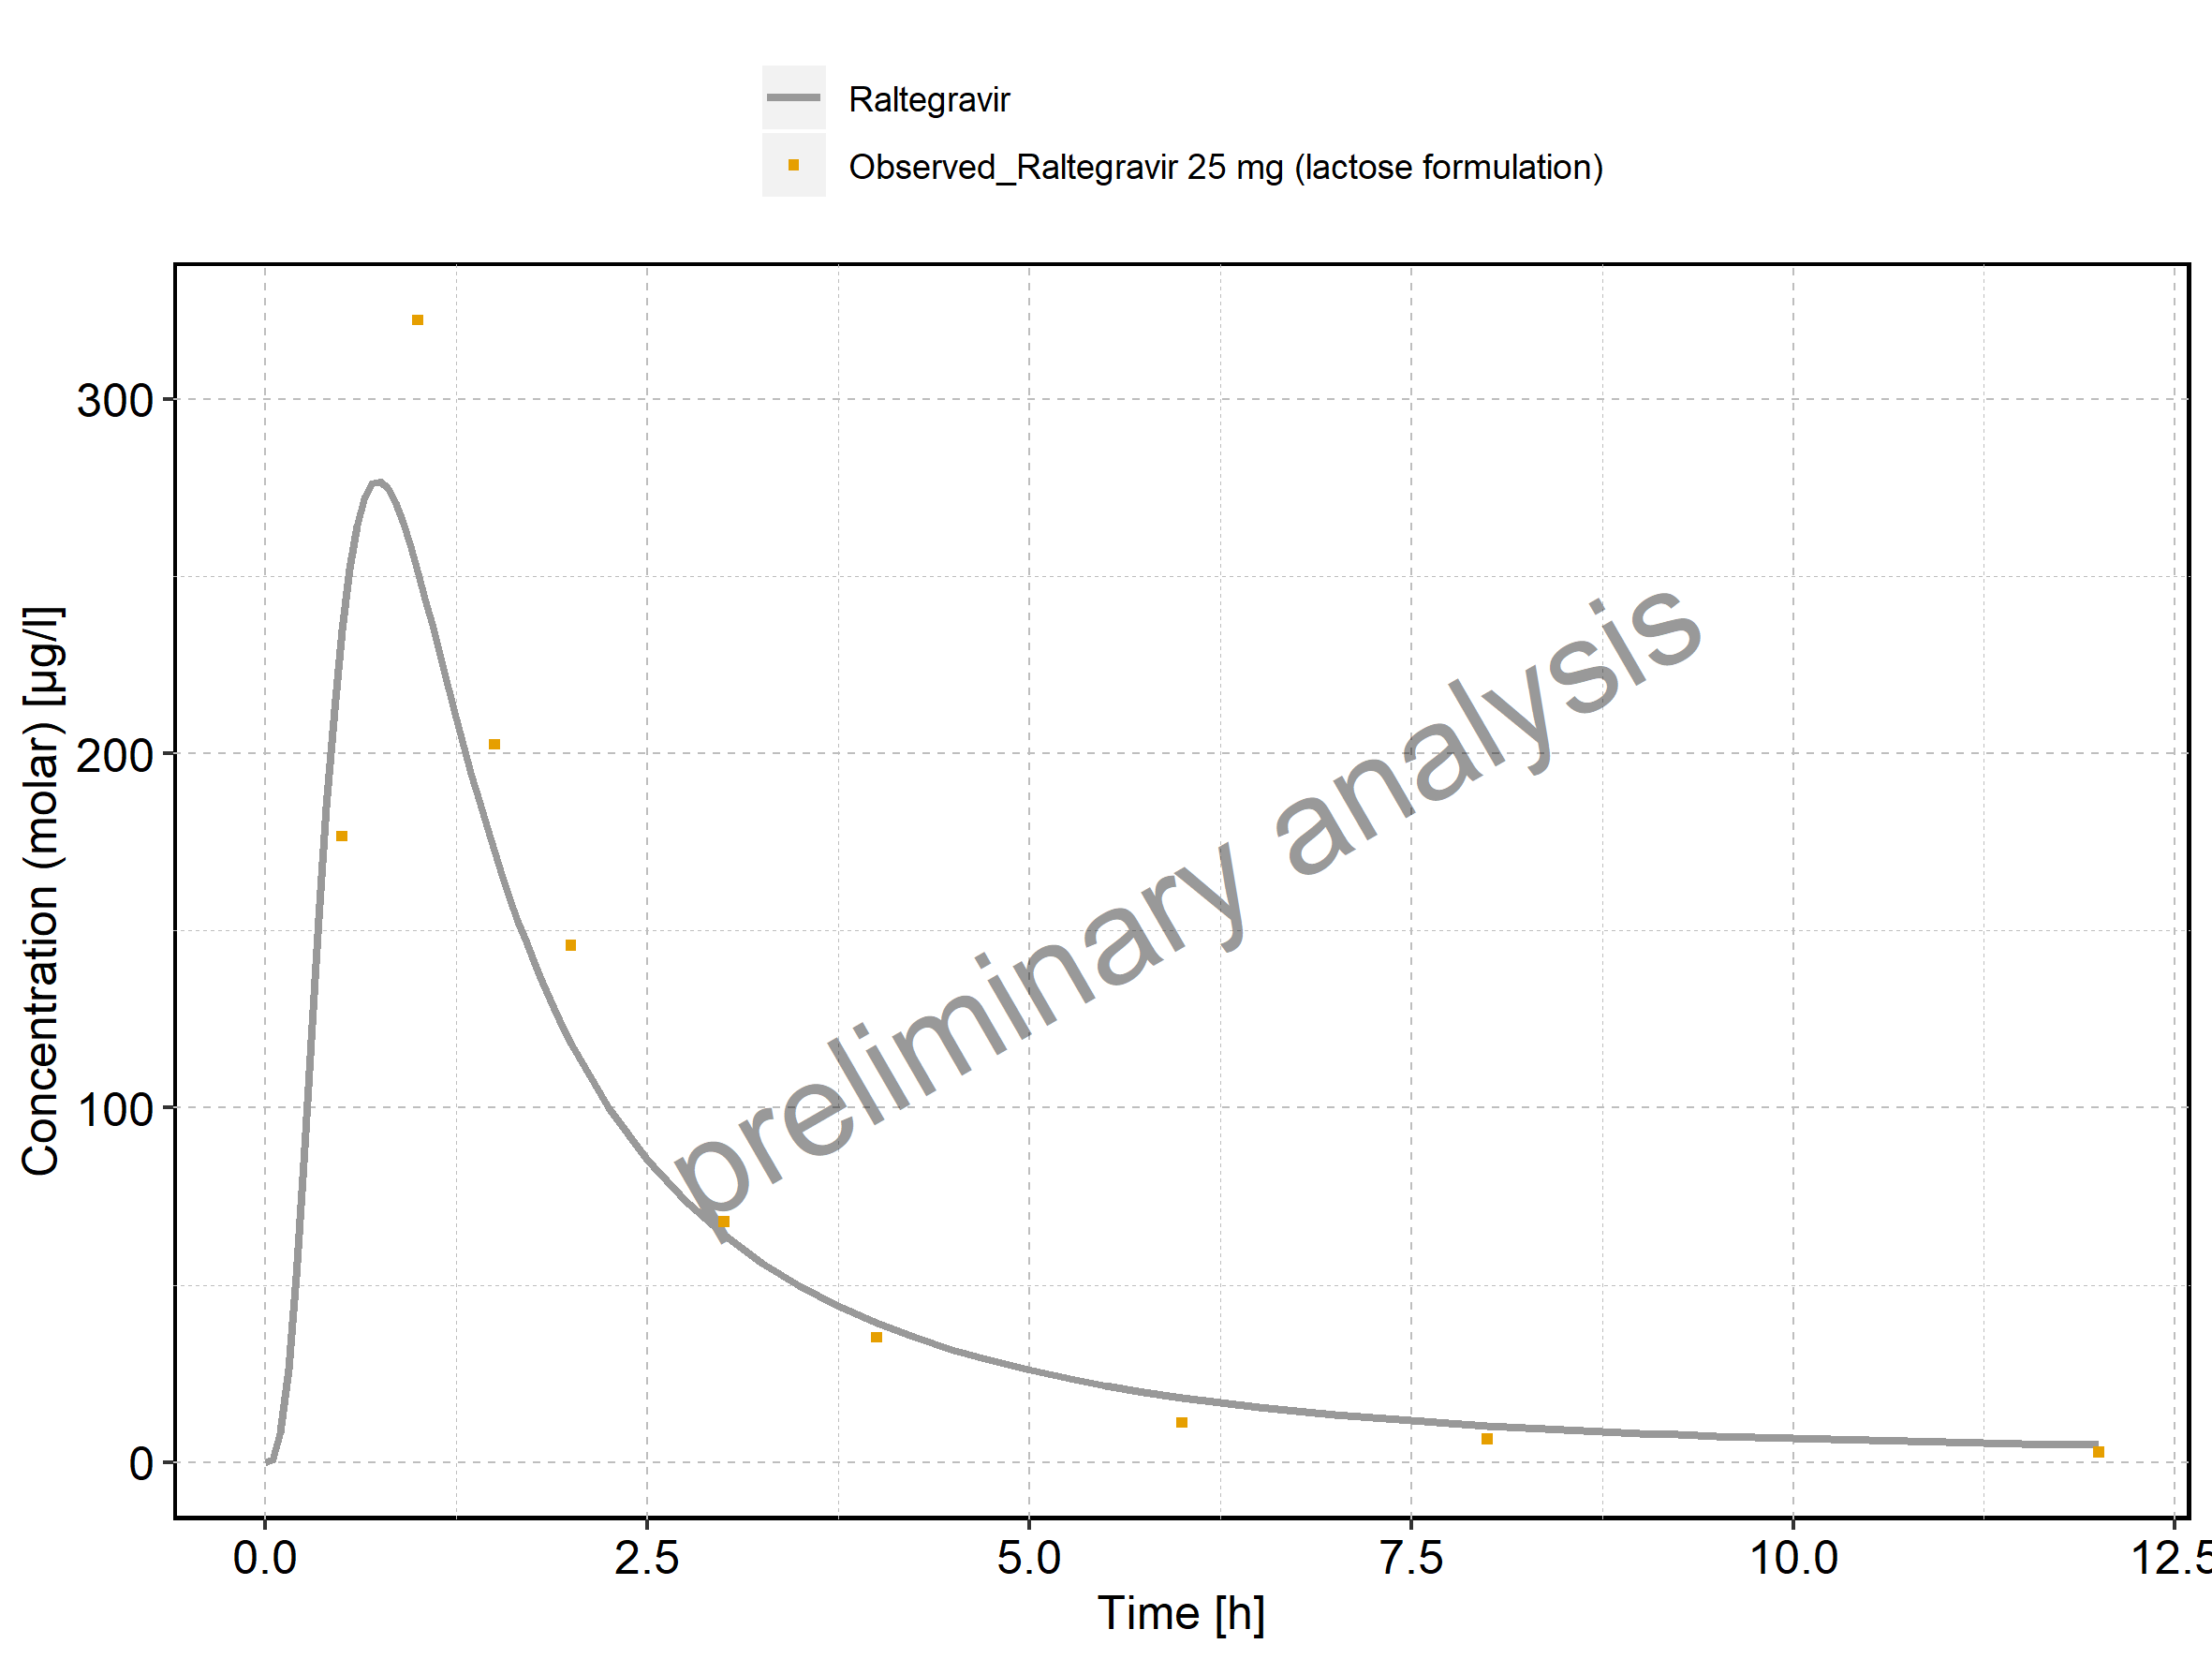 Raltegravir
Observed_Raltegravir 25 mg (lactose formulation)
Concentration (molar) [µg/l]
300
200
100
0
preliminary analysis
0.0 2.5 5.0 7.5 10.0 12.5
Time [h]